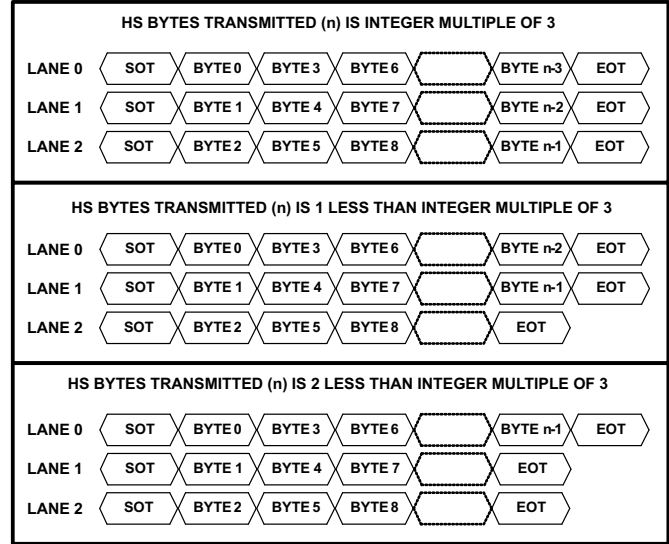 HS BYTES TRANSMITTED (n) IS INTEGER MULTIPLE OF 3
LANE 0 SOT BYTE 0 BYTE 3 BYTE 6 BYTE n-3 EOT
LANE 1 SOT BYTE 1 BYTE 4 BYTE 7 BYTE n-2 EOT
LANE 2 SOT BYTE 2 BYTE 5 BYTE 8 BYTE n-1 EOT
HS BYTES TRANSMITTED (n) IS 1 LESS THAN INTEGER MULTIPLE OF 3
LANE 0 SOT BYTE 0 BYTE 3 BYTE 6 BYTE n-2 EOT
LANE 1 SOT BYTE 1 BYTE 4 BYTE 7 BYTE n-1 EOT
LANE 2 SOT BYTE 2 BYTE 5 BYTE 8 EOT
HS BYTES TRANSMITTED (n) IS 2 LESS THAN INTEGER MULTIPLE OF 3
LANE 0 SOT BYTE 0 BYTE 3 BYTE 6 BYTE n-1 EOT
LANE 1 SOT BYTE 1 BYTE 4 BYTE 7 EOT
LANE 2 SOT BYTE 2 BYTE 5 BYTE 8 EOT